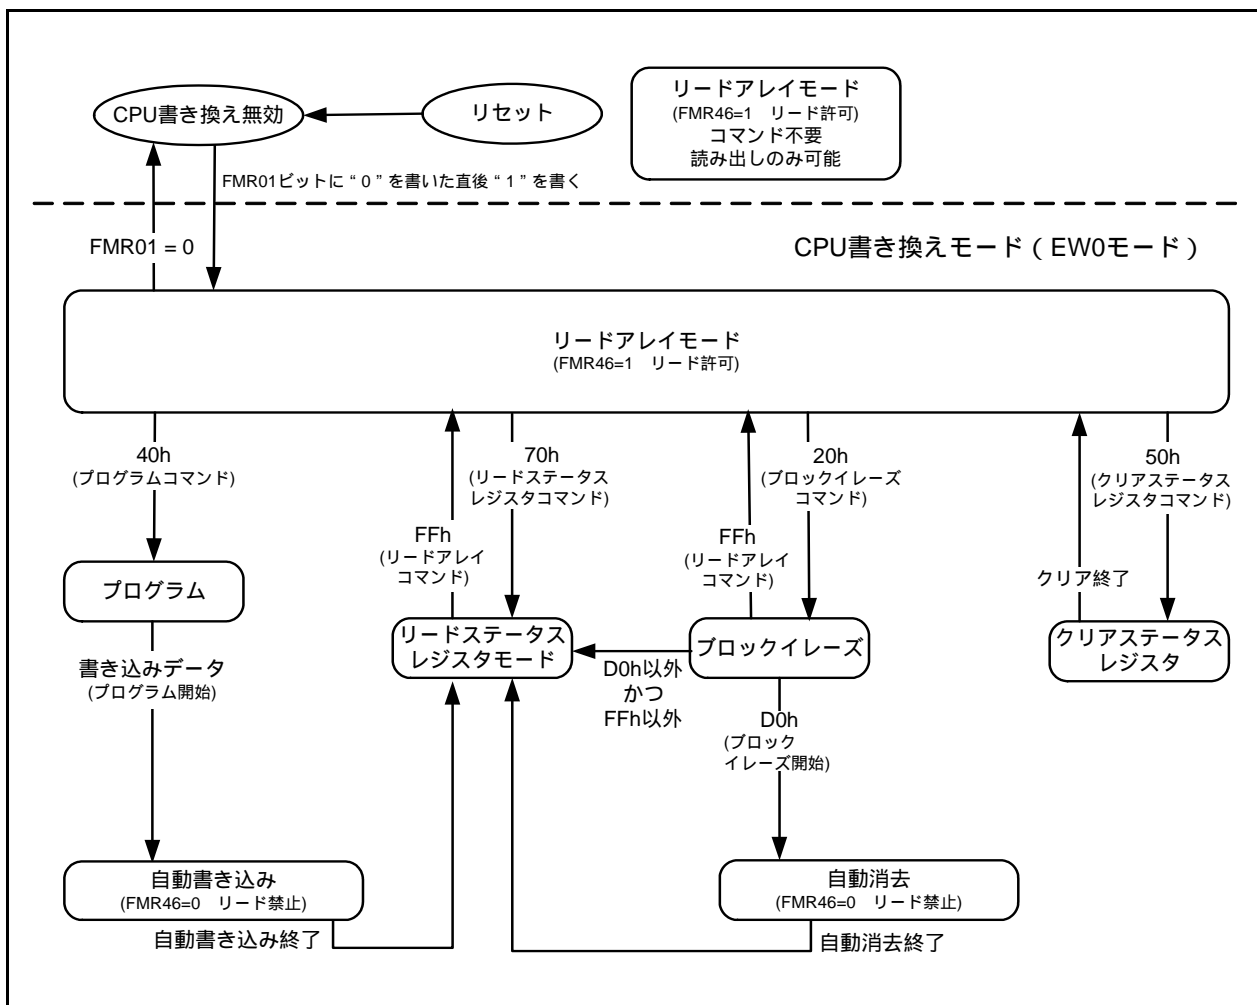 CPU書き換え無効
リセット
リードアレイモード
(FMR46=1　リード許可)
コマンド不要
読み出しのみ可能
FMR01ビットに“0”を書いた直後“1”を書く
FMR01 = 0
CPU書き換えモード（EW0モード）
リードアレイモード
(FMR46=1　リード許可)
40h
(プログラムコマンド)
70h
(リードステータス
レジスタコマンド)
20h
(ブロックイレーズ
コマンド)
50h
(クリアステータス
レジスタコマンド)
FFh
(リードアレイ
コマンド)
FFh
(リードアレイ
コマンド)
クリア終了
プログラム
リードステータス
レジスタモード
ブロックイレーズ
クリアステータス
レジスタ
書き込みデータ
(プログラム開始)
D0h以外
かつ
FFh以外
D0h
(ブロック
イレーズ開始)
自動書き込み
(FMR46=0　リード禁止)
自動消去
(FMR46=0　リード禁止)
自動書き込み終了
自動消去終了